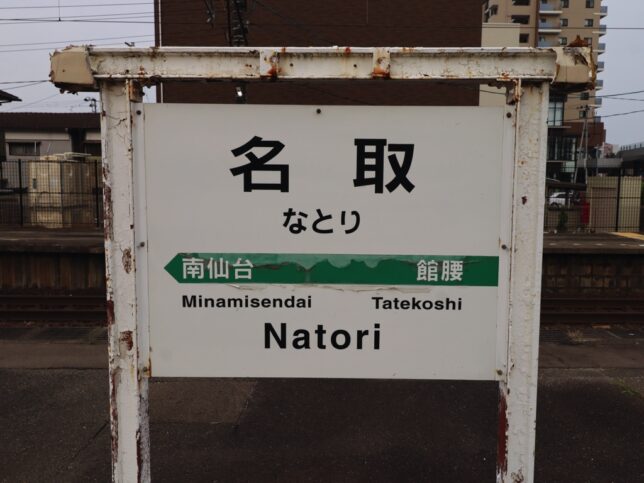 名取
なとり
南仙台 館腰
Minamisendai Tatekoshi
Natori